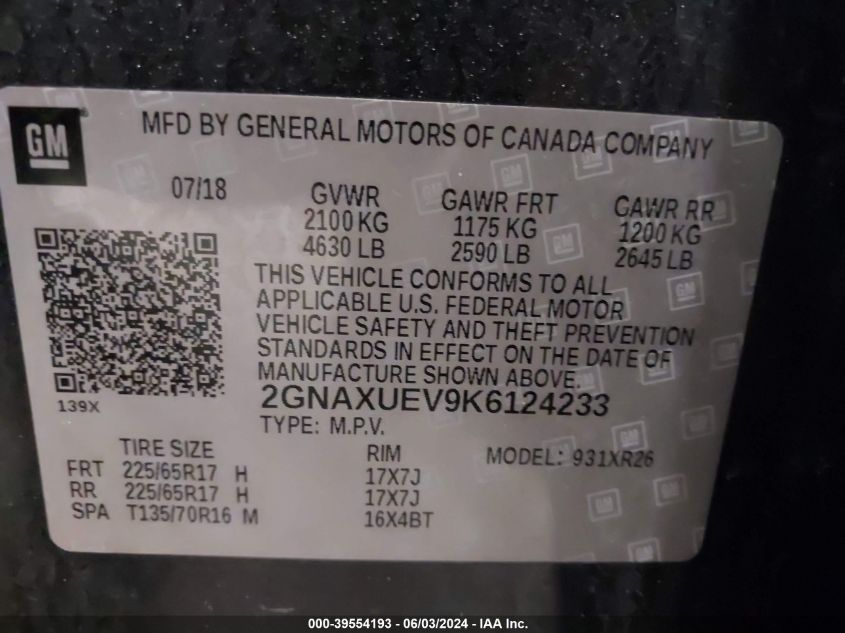 GM
MFD BY GENERAL MOTORS OF CANADA COMPANY
07/18 GVWR GAWR FRT GAWR RR
2100 KG 1175 KG 1200 KG
4630 LB 2590 LB 2645 LB
THIS VEHICLE CONFORMS TO ALL
APPLICABLE U.S. FEDERAL MOTOR
VEHICLE SAFETY AND THEFT PREVENTION
STANDARDS IN EFFECT ON THE DATE OF
MANUFACTURE SHOWN ABOVE.
139X 2GNAXUEV9K6124233
TYPE: M.P.V.
TIRE SIZE RIM MODEL: 931XR26
FRT 225/65R17 H 17X7J
RR 225/65R17 H 17X7J
SPA T135/70R16 M 16X4BT
000-39554193 - 06/03/2024 - IAA Inc.